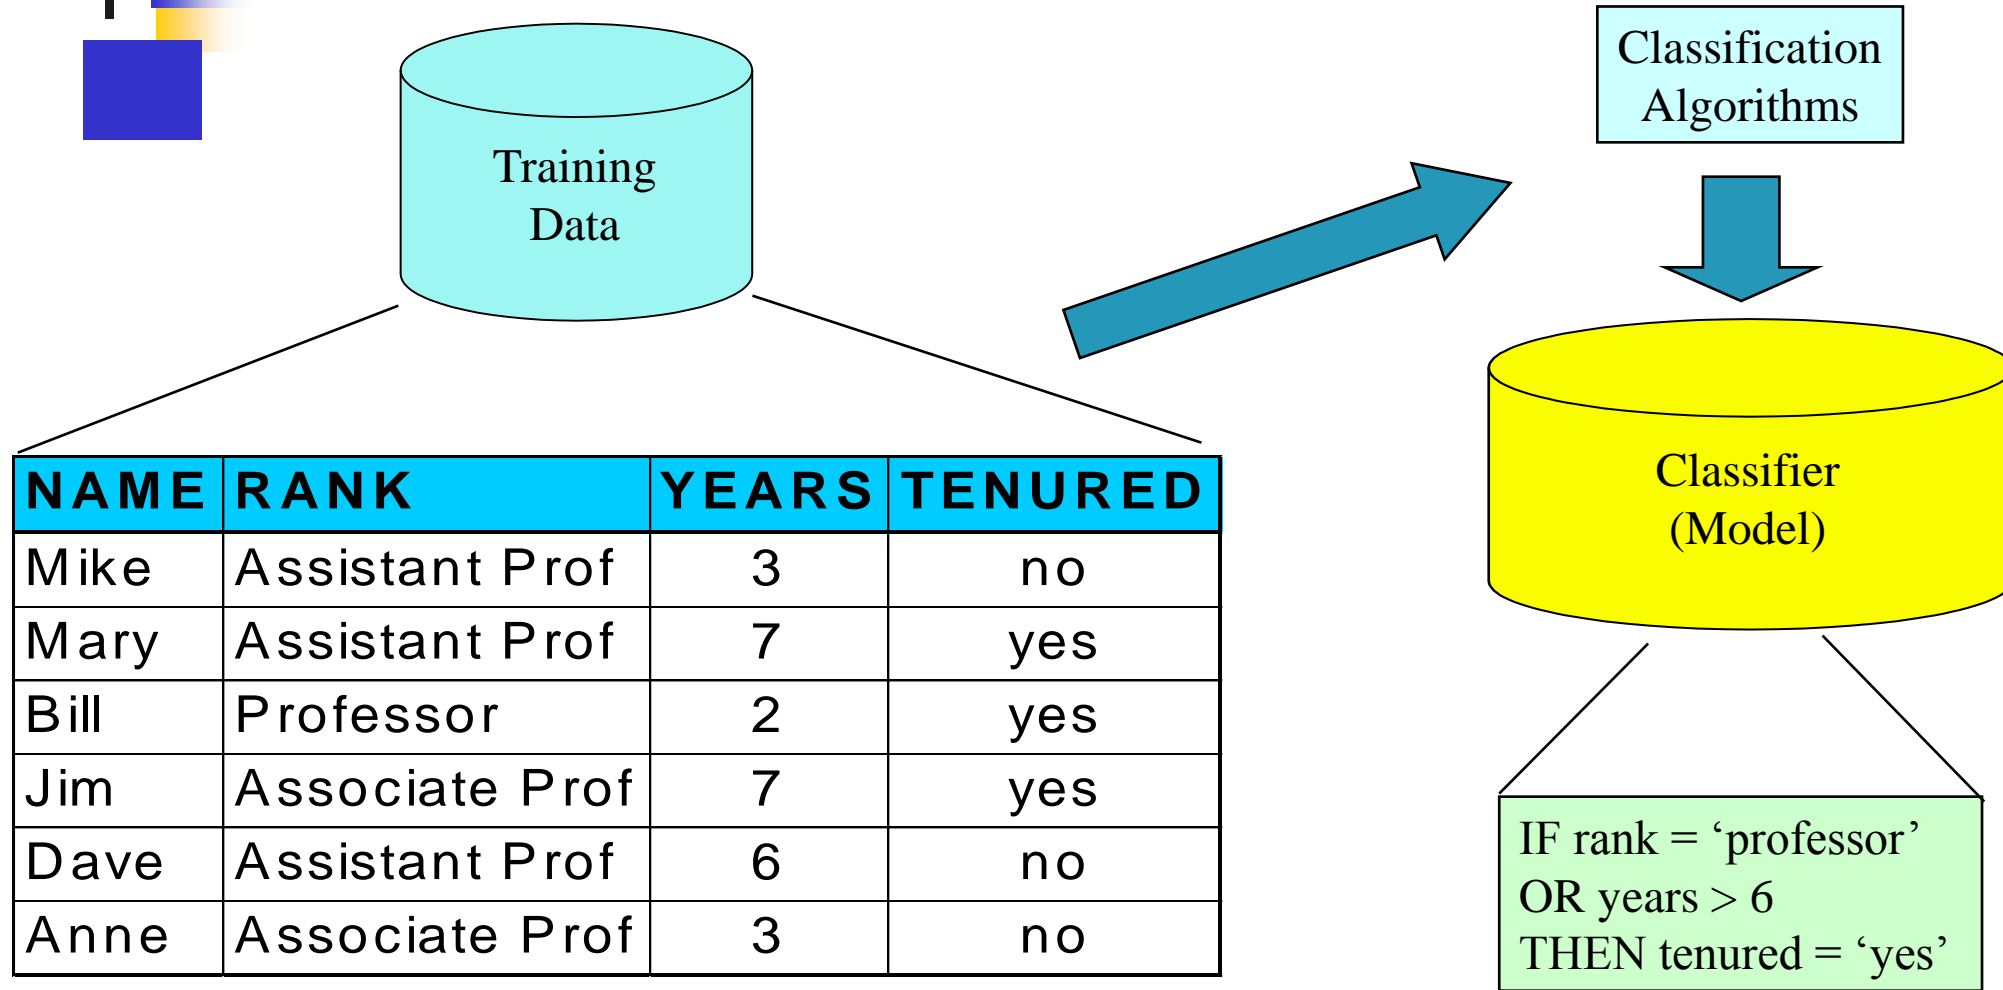 Training
Data
Classification
Algorithms
Classifier
(Model)
NAME RANK YEARS TENURED
Mike Assistant Prof 3 no
Mary Assistant Prof 7 yes
Bill Professor 2 yes
Jim Associate Prof 7 yes
Dave Assistant Prof 6 no
Anne Associate Prof 3 no
IF rank = ‘professor’
OR years > 6
THEN tenured = ‘yes’